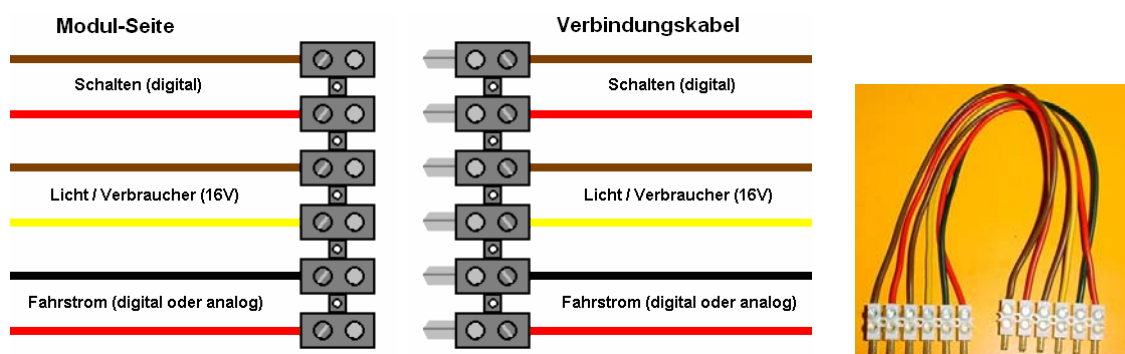 Modul-Seite
Schalten (digital)
Licht / Verbraucher (16V)
Fahrstrom (digital oder analog)
Verbindungskabel
Schalten (digital)
Licht / Verbraucher (16V)
Fahrstrom (digital oder analog)